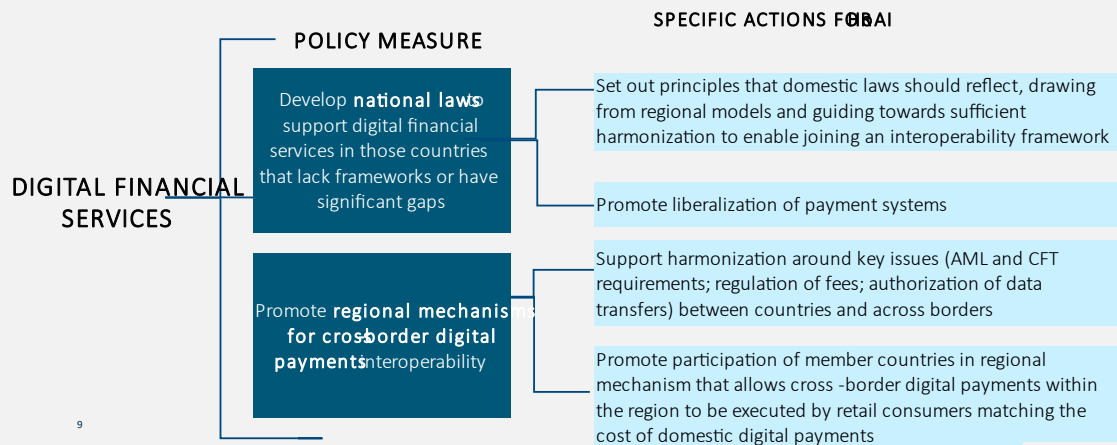 SPECIFIC ACTIONS FOR
POLICY MEASURE
DIGITAL FINANCIAL
SERVICES
Develop national laws to
support digital financial
services in those countries
that lack frameworks or have
significant gaps
Set out principles that domestic laws should reflect, drawing
from regional models and guiding towards sufficient
harmonization to enable joining an interoperability framework
Promote liberalization of payment systems
Promote regional mechanisms
for cross-border digital
payments interoperability
Support harmonization around key issues (AML and CFT
requirements; regulation of fees; authorization of data
transfers) between countries and across borders
Promote participation of member countries in regional
mechanism that allows cross -border digital payments within
the region to be executed by retail consumers matching the
cost of domestic digital payments
9